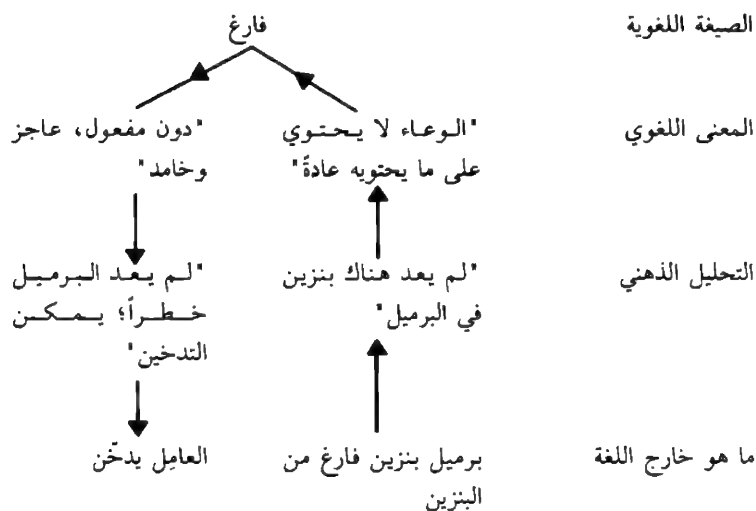 الصيغة اللغوية فارغ
المعنى اللغوي "الوعاء لا يحتوي "دون مفعول، عاجز
على ما يحتويه عادةً" وخامد"
التحليل الذهني "لم يعد هناك بنزين "لم يعد البرميل
في البرميل" خطراً؛ يمكن
التدخين"
ما هو خارج اللغة برميل بنزين فارغ من العامِل يدخّن
البنزين